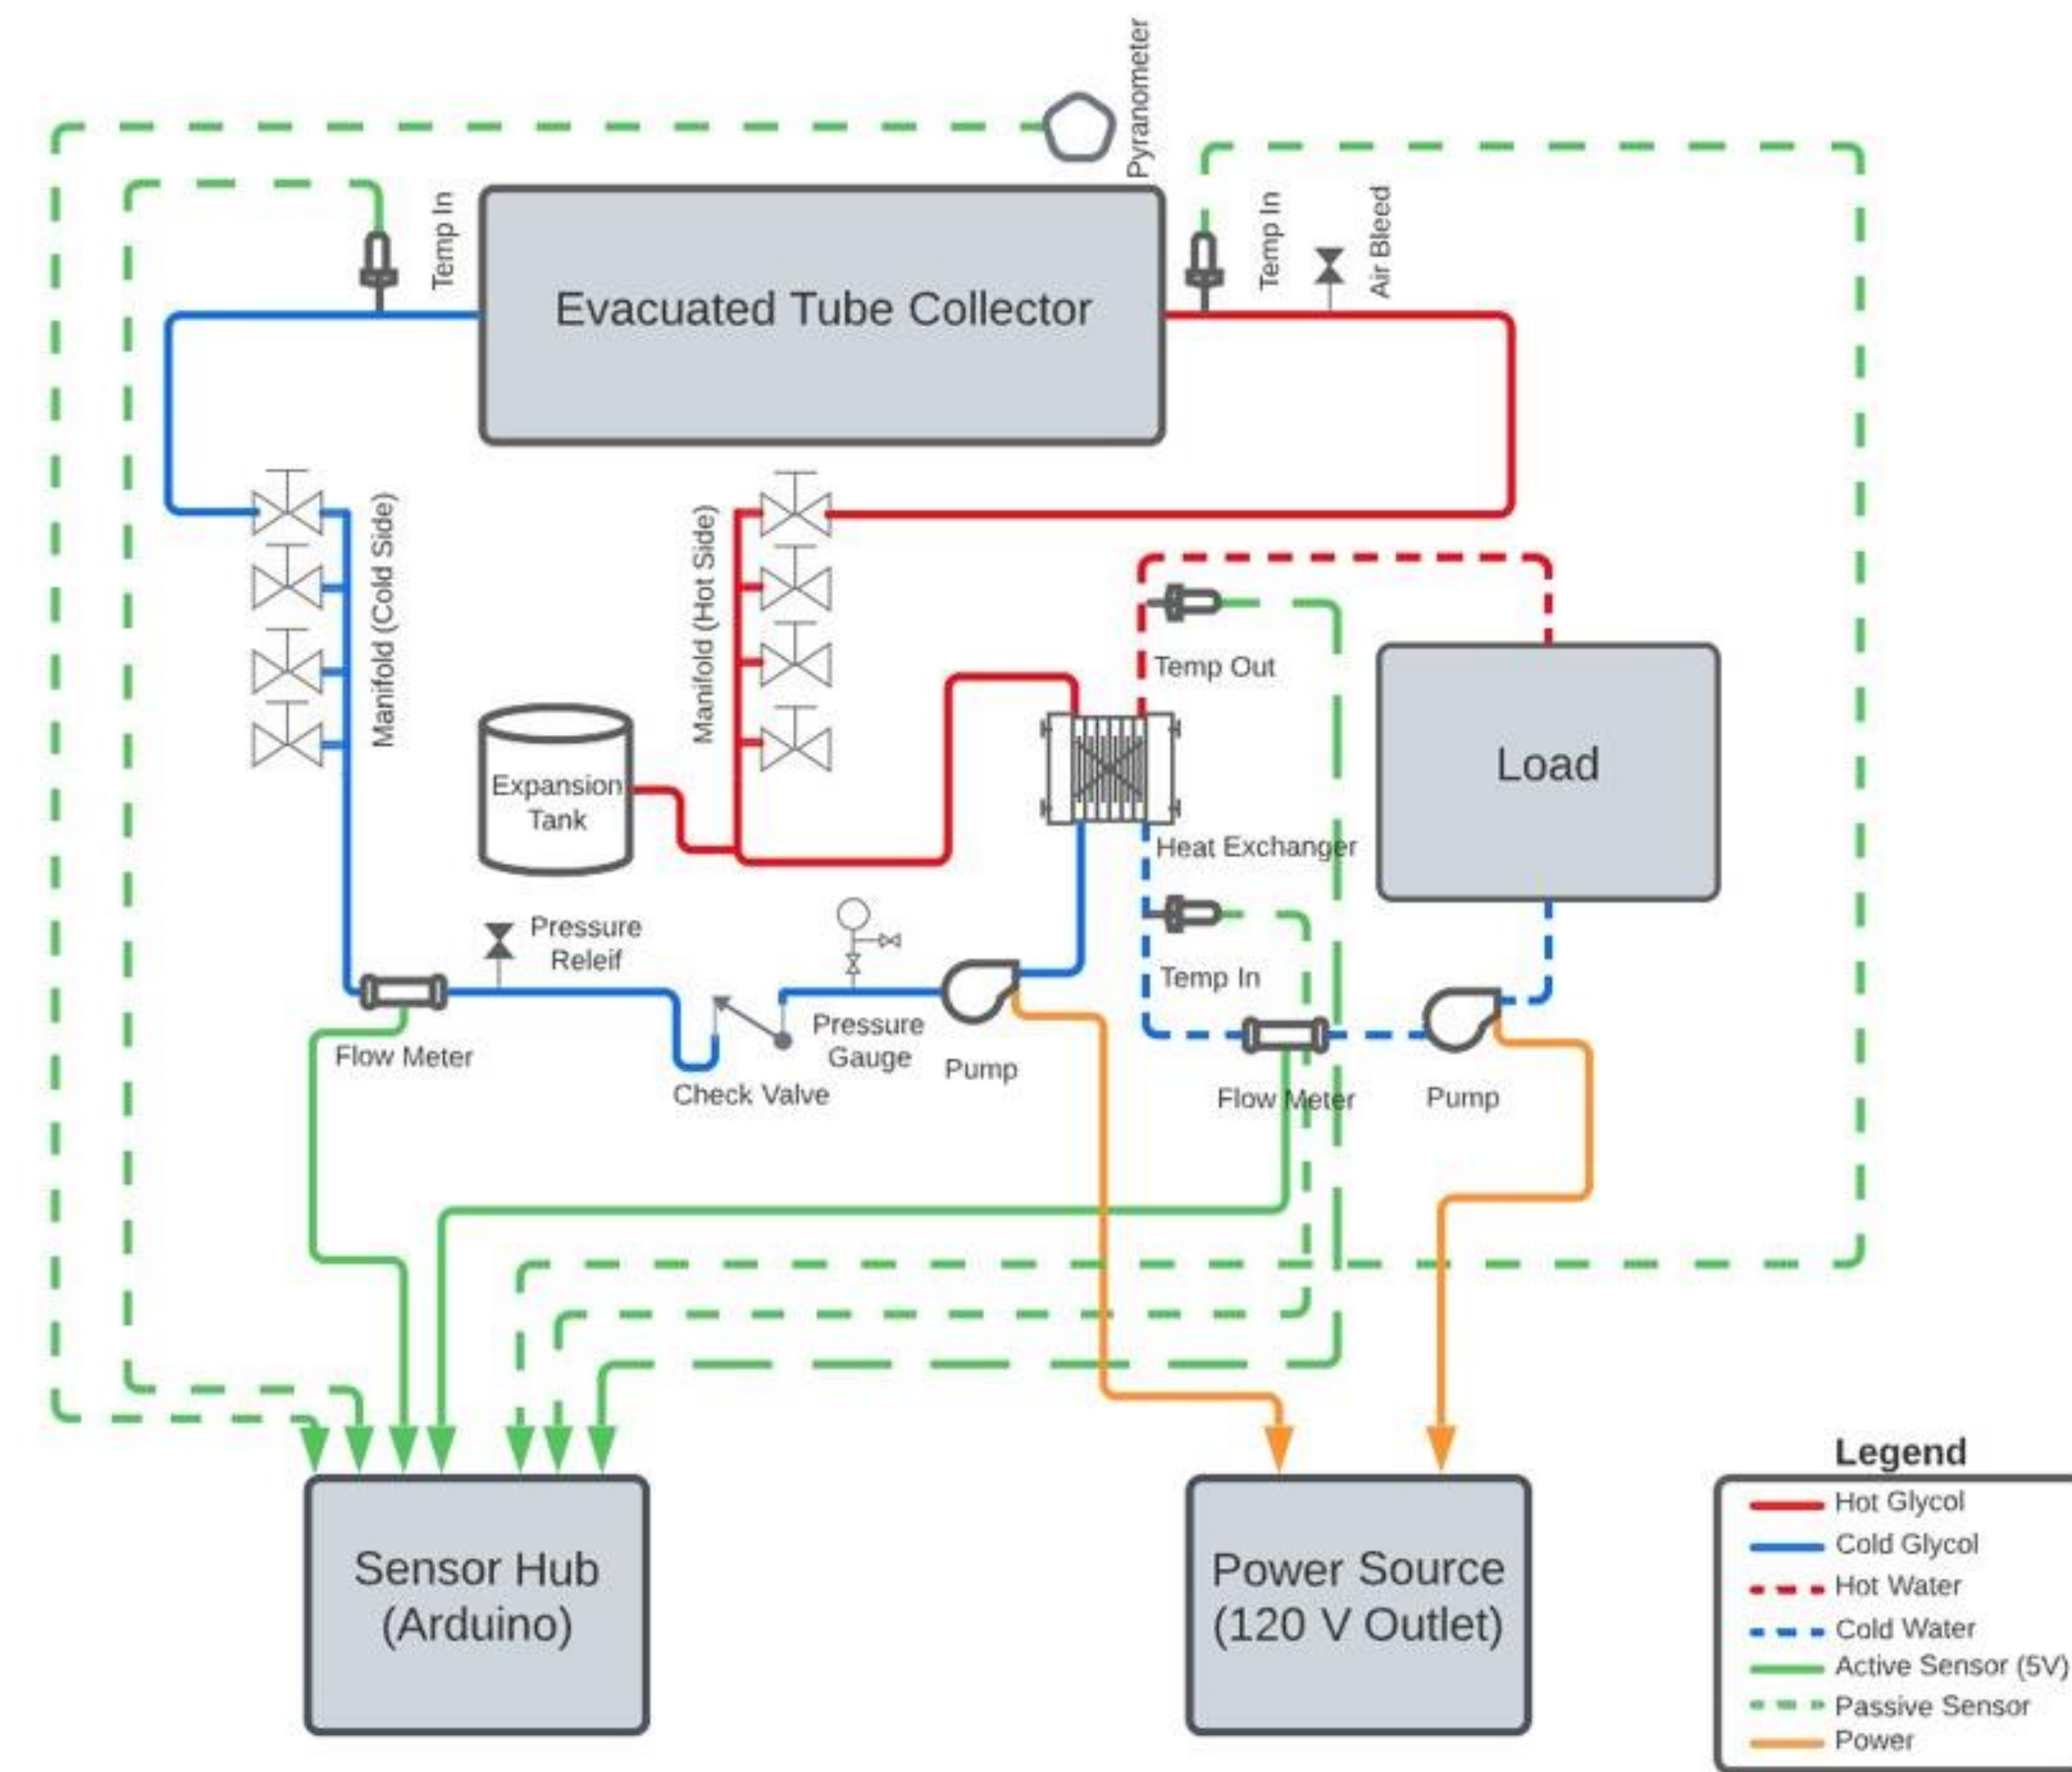 Pyranometer
Temp In
Evacuated Tube Collector
Temp In
Air Bleed
Manifold (Cold Side)
Manifold (Hot Side)
Temp Out
Load
Expansion
Tank
Heat Exchanger
Pressure
Releif
Temp In
Flow Meter
Check Valve
Pressure
Gauge
Pump
Flow Meter
Pump
Sensor Hub
(Arduino)
Power Source
(120 V Outlet)
Legend
Hot Glycol
Cold Glycol
Hot Water
Cold Water
Active Sensor (5V)
Passive Sensor
Power